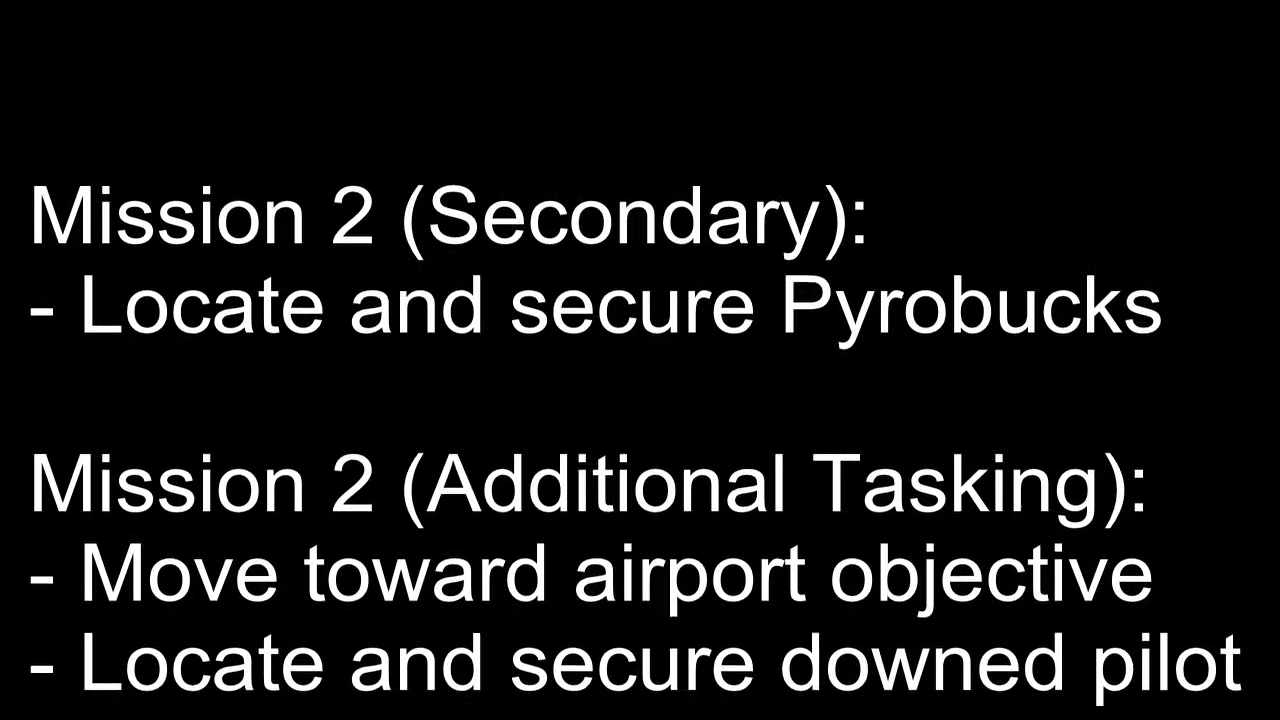 Mission 2 (Secondary):
- Locate and secure Pyrobucks
Mission 2 (Additional Tasking):
- Move toward airport objective
- Locate and secure downed pilot